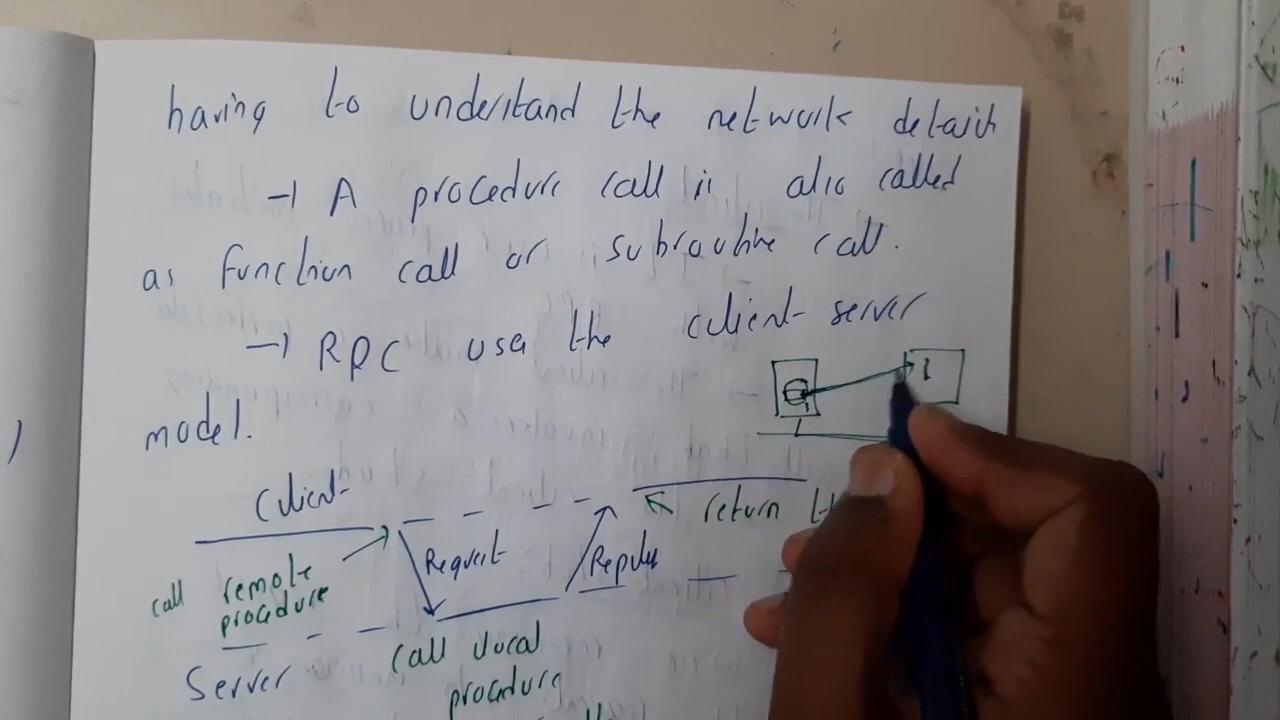 having to understand the network details
→ A procedure call is also called
as function call or subroutine call.
→ RPC use the client-server
model.
Client
return
Request
Reply
call remote
procedure
Server
call local
procedure